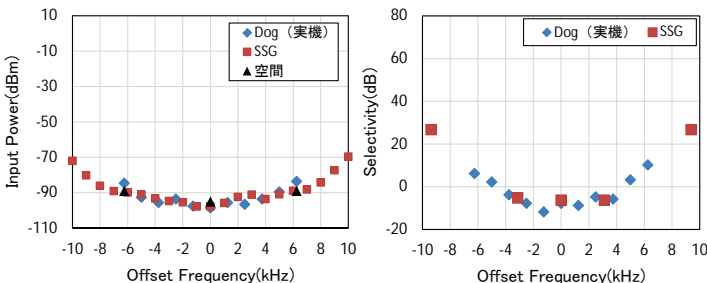 10
-10
-30
-50
-70
-90
-110
Input Power(dBm)
Dog（実機）
SSG
空間
-10 -8 -6 -4 -2 0 2 4 6 8 10
Offset Frequency(kHz)
80
60
40
20
0
-20
Selectivity(dB)
Dog（実機） SSG
-10 -8 -6 -4 -2 0 2 4 6 8 10
Offset Frequency(kHz)